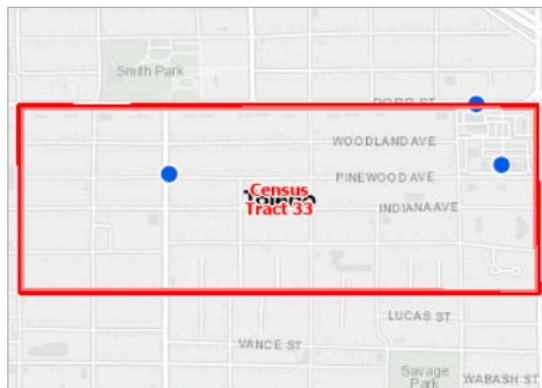 Smith Park
DORR ST
WOODLAND AVE
PINEWOOD AVE
Census
Tract 33
INDIANA AVE
LUCAS ST
VANCE ST
Savage
Park
WABASH ST